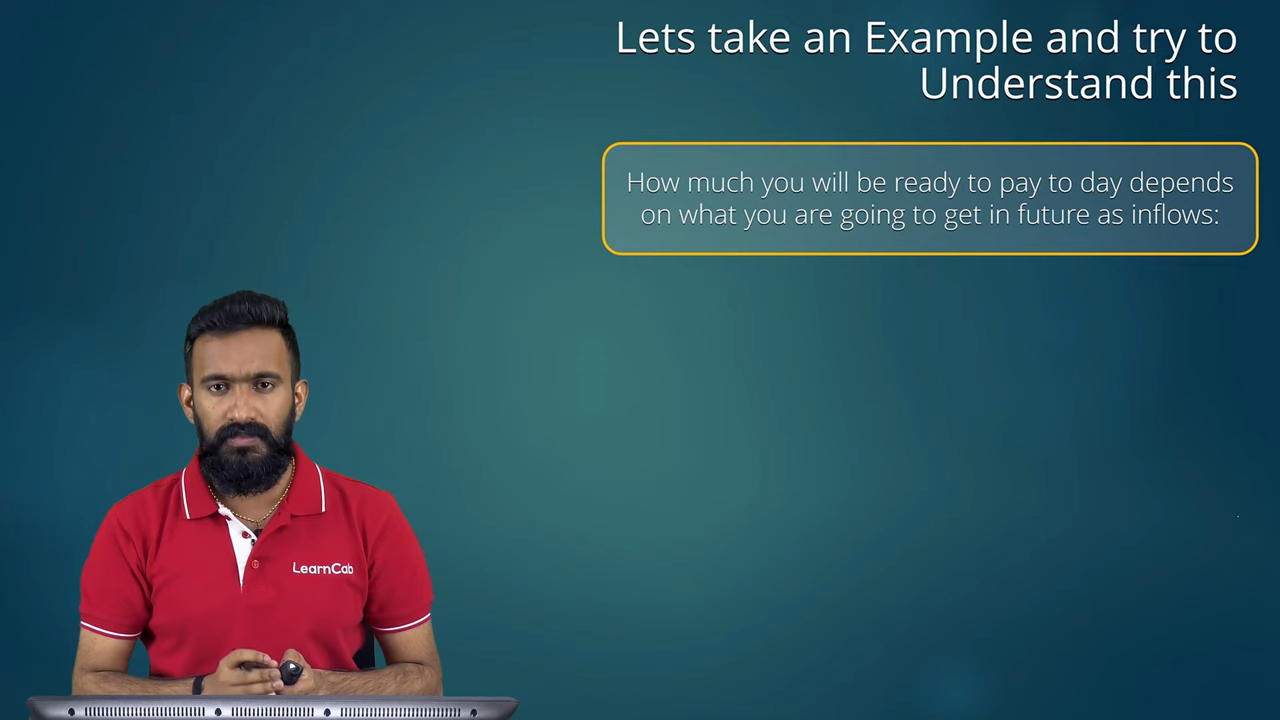 Lets take an Example and try to
Understand this
How much you will be ready to pay to day depends
on what you are going to get in future as inflows:
LearnCab